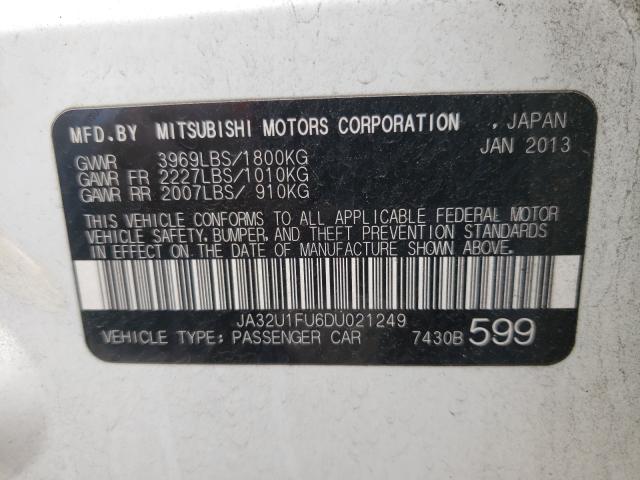 MFD.BY MITSUBISHI MOTORS CORPORATION , JAPAN
JAN 2013
GVWR 3969LBS/1800KG
GAWR FR 2227LBS/1010KG
GAWR RR 2007LBS/ 910KG
THIS VEHICLE CONFORMS TO ALL APPLICABLE FEDERAL MOTOR
VEHICLE SAFETY, BUMPER, AND THEFT PREVENTION STANDARDS
IN EFFECT ON THE DATE OF MANUFACTURE SHOWN ABOVE.
JA32U1FU6DU021249
VEHICLE TYPE: PASSENGER CAR 7430B 599